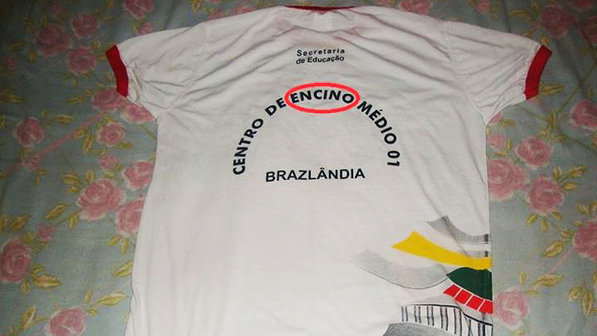 Secretaria
de Educação
CENTRO DE ENCINO MÉDIO 01
BRAZLÂNDIA